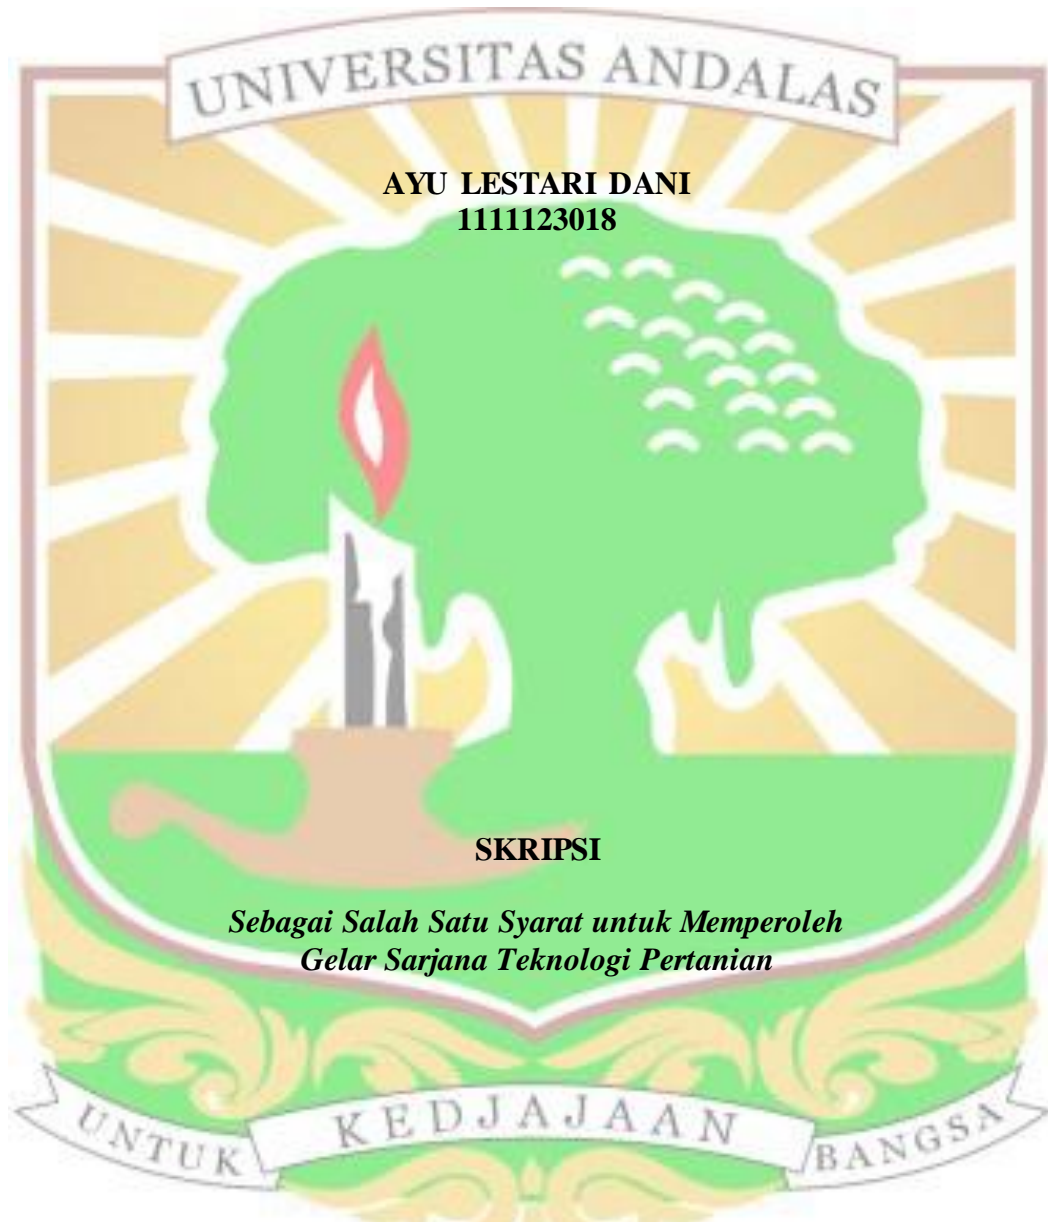 UNIVERSITAS ANDALAS
AYU LESTARI DANI
1111123018
SKRIPSI
Sebagai Salah Satu Syarat untuk Memperoleh
Gelar Sarjana Teknologi Pertanian
UNTUK KEDJAJAAN BANGSA